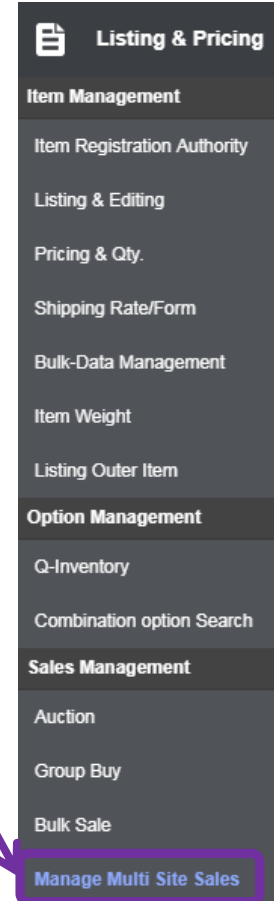 Listing & Pricing
Item Management
Item Registration Authority
Listing & Editing
Pricing & Qty.
Shipping Rate/Form
Bulk-Data Management
Item Weight
Listing Outer Item
Option Management
Q-Inventory
Combination option Search
Sales Management
Auction
Group Buy
Bulk Sale
Manage Multi Site Sales